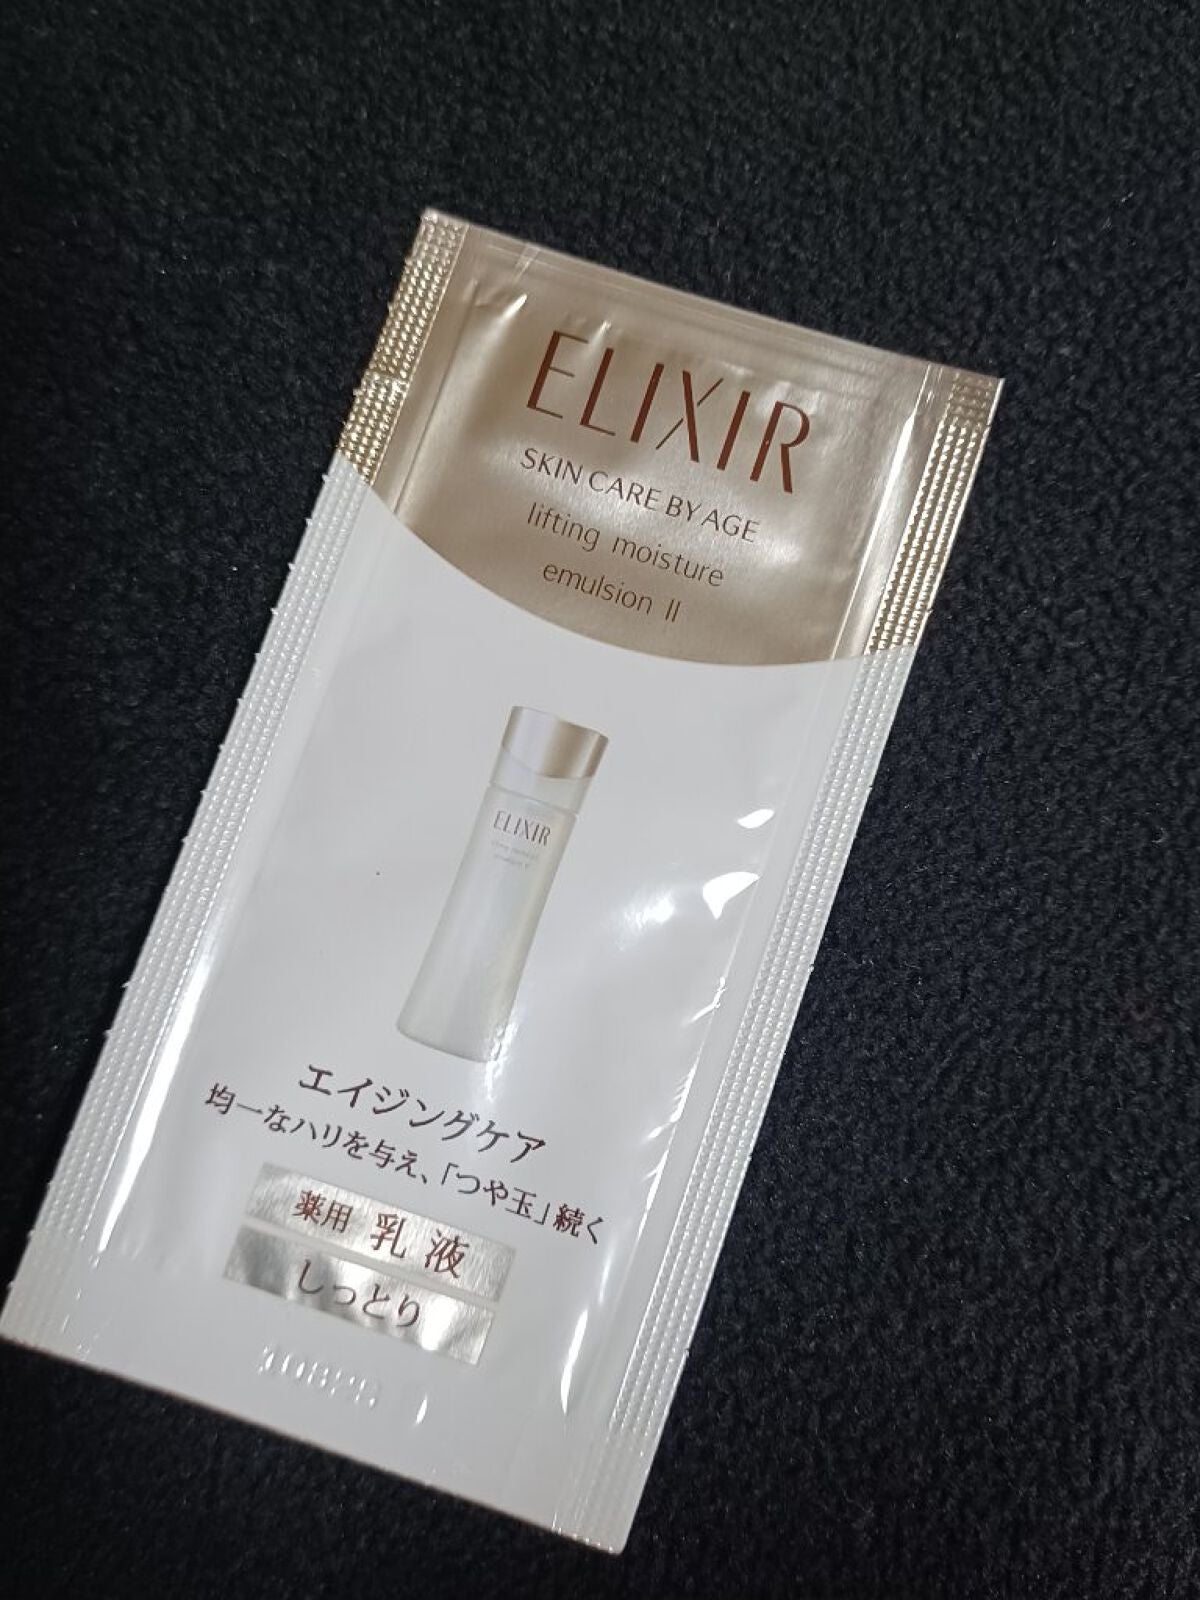 ELIXIR
SKIN CARE BY AGE
lifting moisture
emulsion II
ELIXIR
エイジングケア
均一なハリを与え、「つや玉」続く
薬用 乳液
しっとり